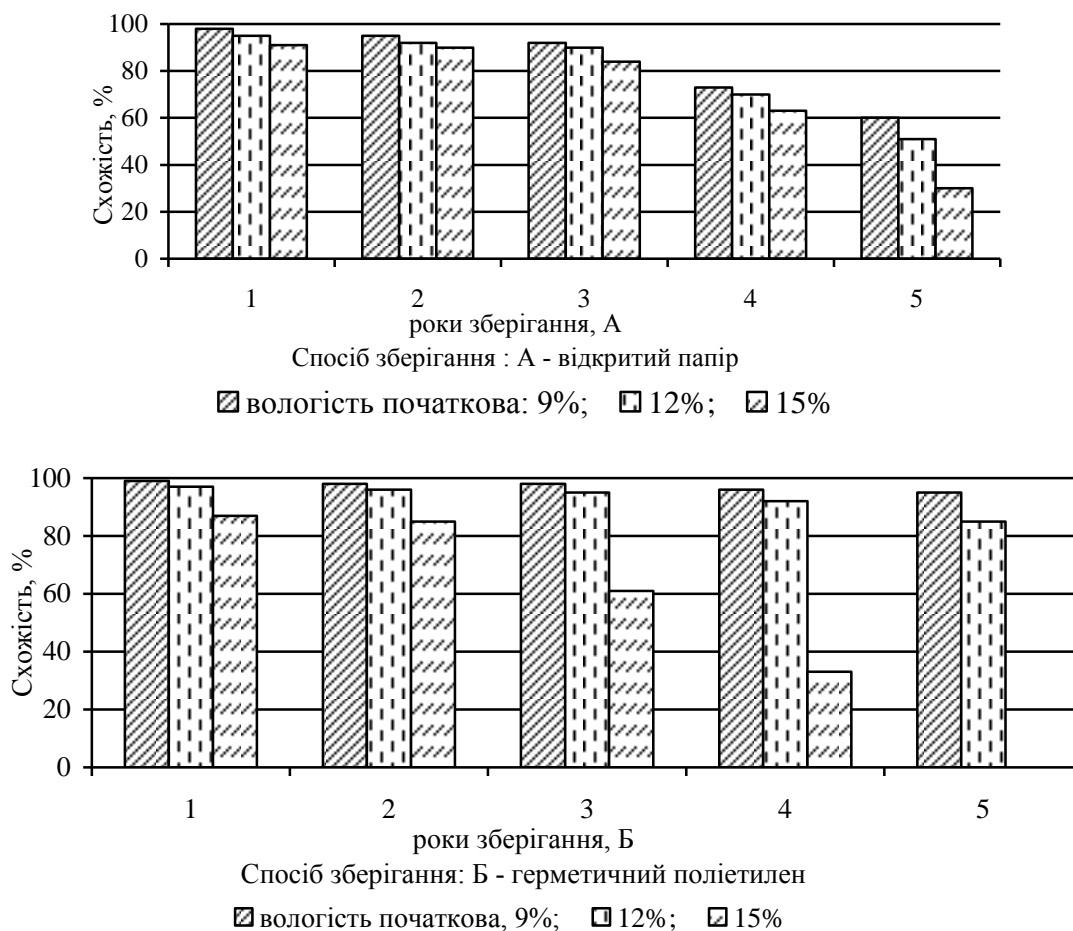 100
80
60
40
20
0
Схожість, %
1 2 3 4 5
роки зберігання, А
Спосіб зберігання : А - відкритий папір
вологість початкова: 9%; 12%; 15%
100
80
60
40
20
0
Схожість, %
1 2 3 4 5
роки зберігання, Б
Спосіб зберігання: Б - герметичний поліетилен
вологість початкова, 9%; 12%; 15%